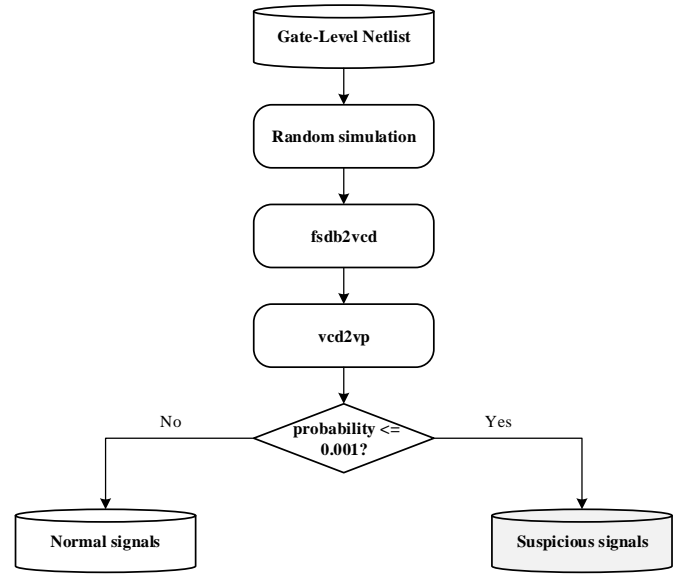 Gate-Level Netlist
Random simulation
fsdb2vcd
vcd2vp
No
probability <=
0.001?
Yes
Normal signals
Suspicious signals